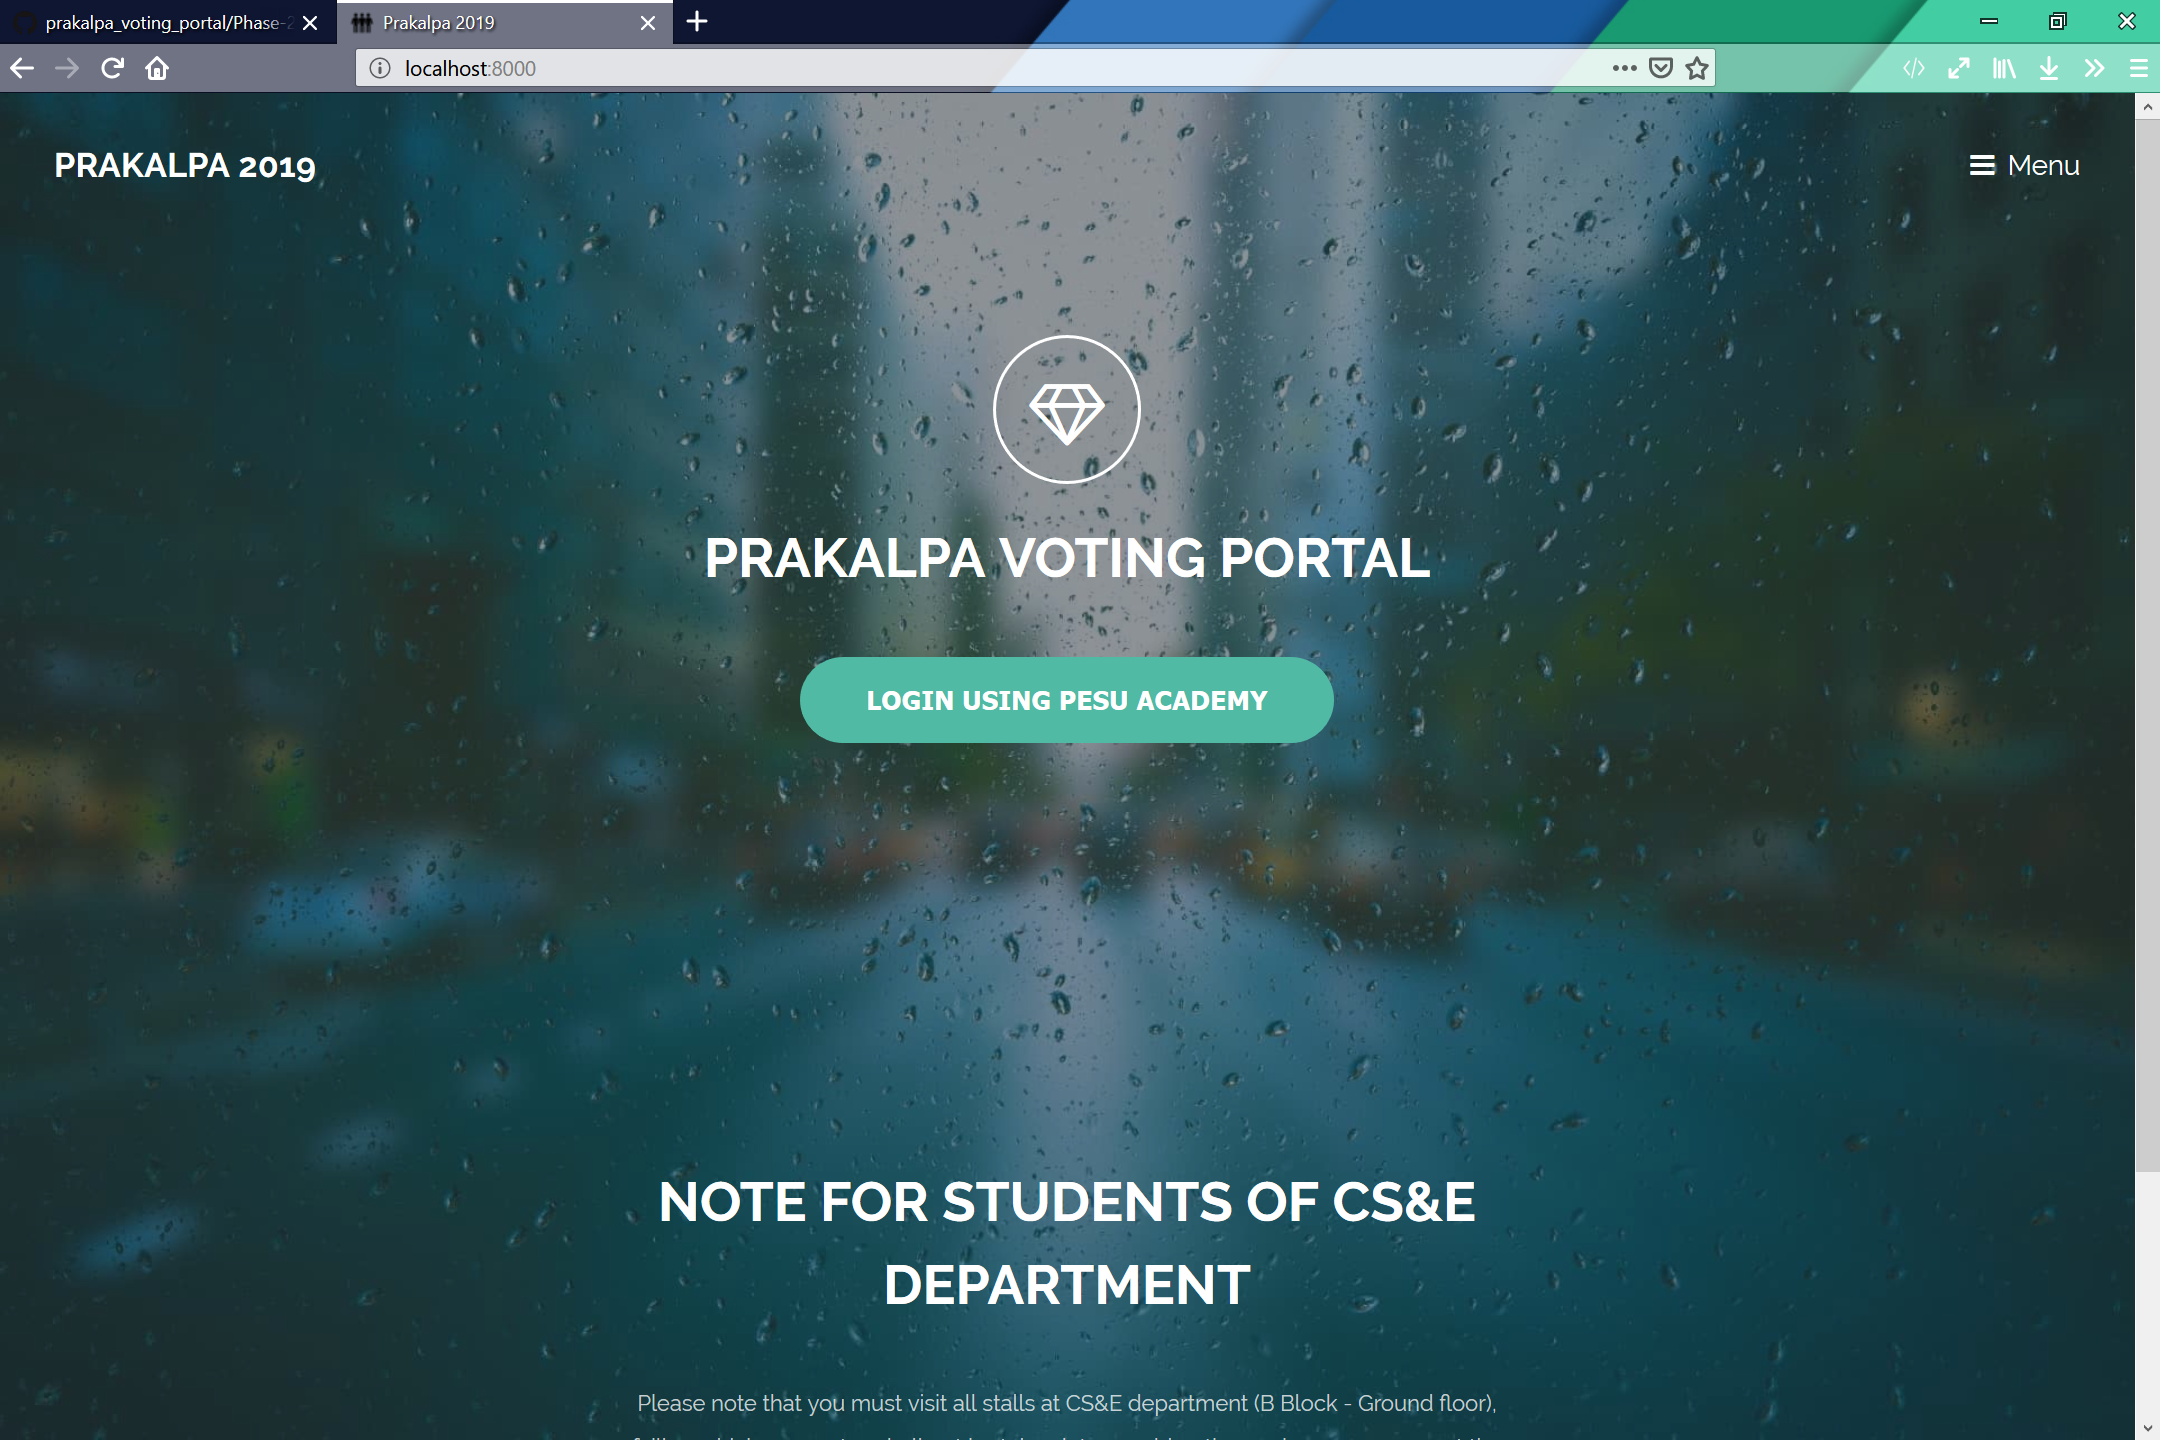 prakalpa_voting_portal/Phase-2
Prakalpa 2019
localhost:8000
PRAKALPA 2019
Menu
PRAKALPA VOTING PORTAL
LOGIN USING PESU ACADEMY
NOTE FOR STUDENTS OF CS&E
DEPARTMENT
Please note that you must visit all stalls at CS&E department (B Block - Ground floor),